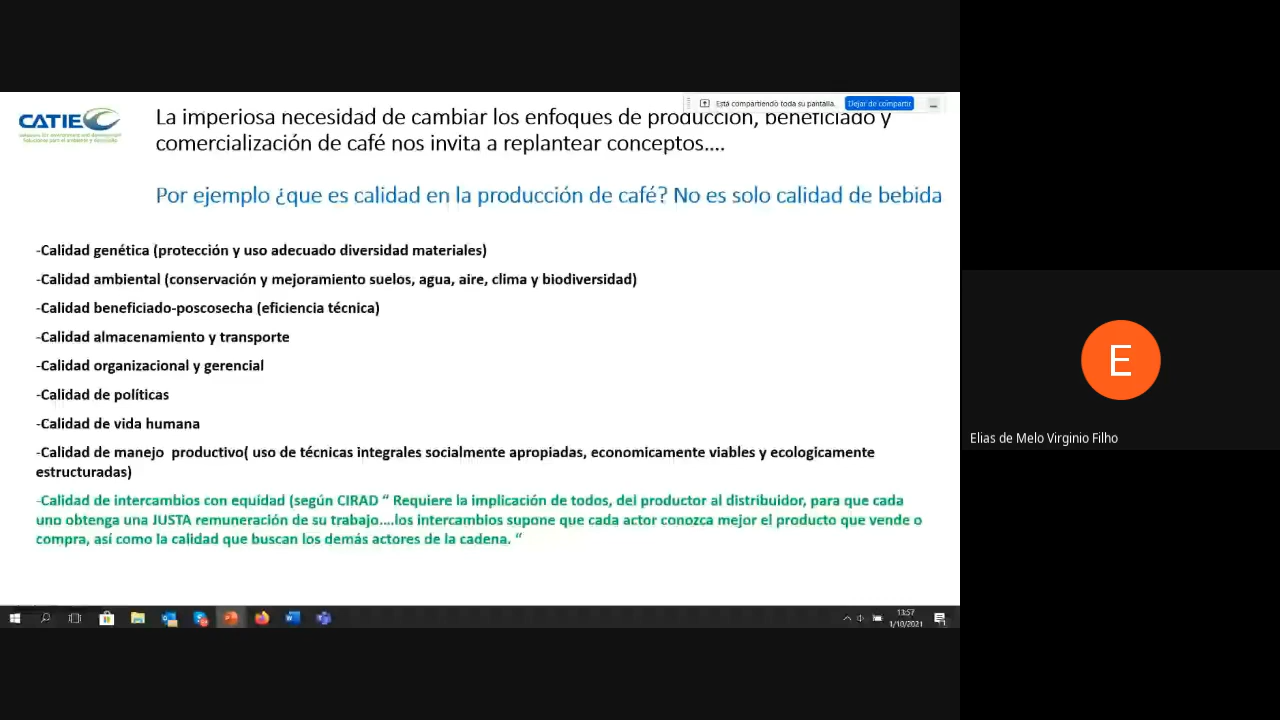 CATIE
Está compartiendo toda su pantalla. Dejar de compartir
La imperiosa necesidad de cambiar los enfoques de producción, beneficiado y
comercialización de café nos invita a replantear conceptos....
Por ejemplo ¿que es calidad en la producción de café? No es solo calidad de bebida
-Calidad genética (protección y uso adecuado diversidad materiales)
-Calidad ambiental (conservación y mejoramiento suelos, agua, aire, clima y biodiversidad)
-Calidad beneficiado-poscosecha (eficiencia técnica)
-Calidad almacenamiento y transporte
-Calidad organizacional y gerencial
-Calidad de políticas
-Calidad de vida humana
-Calidad de manejo productivo( uso de técnicas integrales socialmente apropiadas, economicamente viables y ecologicamente
estructuradas)
-Calidad de intercambios con equidad (según CIRAD “ Requiere la implicación de todos, del productor al distribuidor, para que cada
uno obtenga una JUSTA remuneración de su trabajo....los intercambios supone que cada actor conozca mejor el producto que vende o
compra, así como la calidad que buscan los demás actores de la cadena. “
E
Elias de Melo Virginio Filho
13:57
1/10/2021